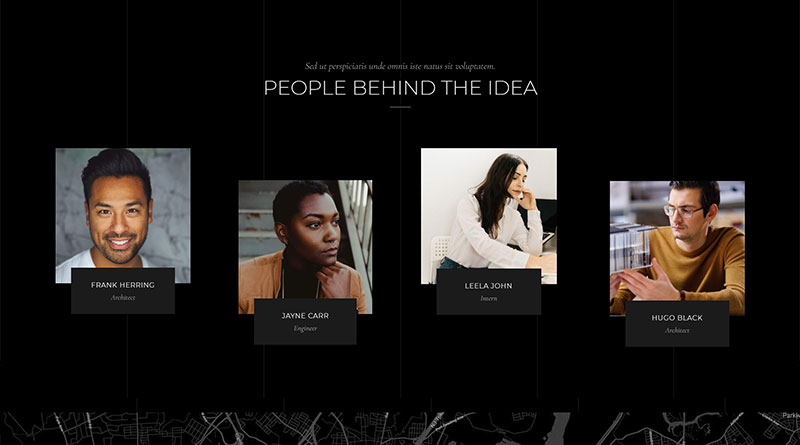 Sed ut perspiciatis unde omnis iste natus sit voluptatem.
PEOPLE BEHIND THE IDEA
FRANK HERRING
Architect
JAYNE CARR
Engineer
LEELA JOHN
Intern
HUGO BLACK
Architect